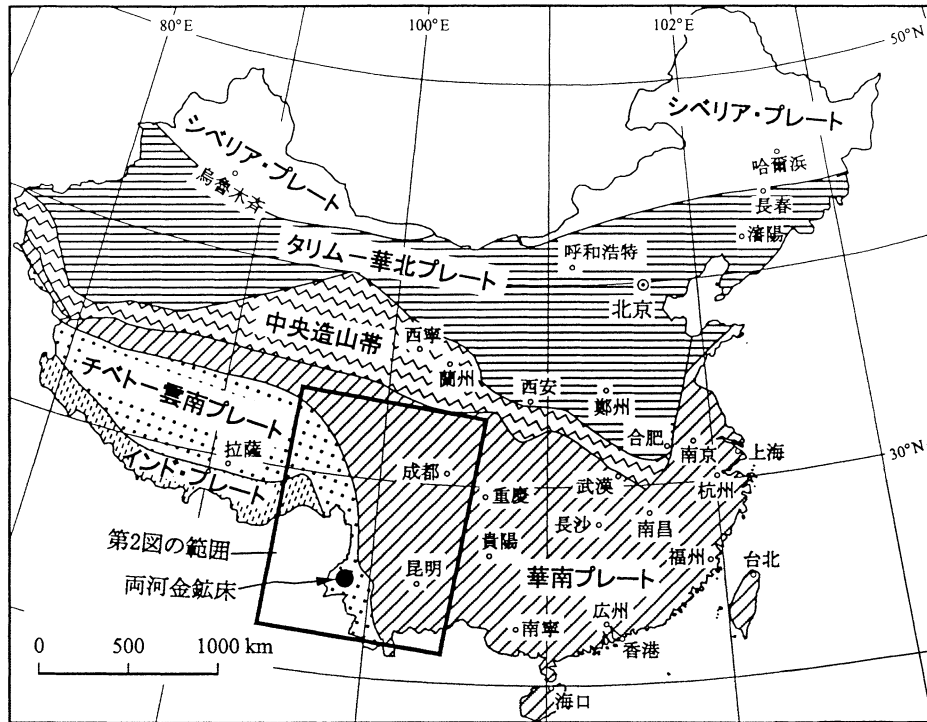 80°E
100°E
102°E
50°N
シベリア・プレート
シベリア・プレート
哈爾浜
烏魯木斉
長春
瀋陽
呼和浩特
タリムー華北プレート
北京
中央造山帯
西寧
蘭州
チベトー雲南プレート
西安
鄭州
合肥
南京
上海
30°N
拉薩
インド・プレート
成都
重慶
武漢
杭州
長沙
南昌
第2図の範囲
貴陽
福州
台北
両河金鉱床
昆明
華南プレート
広州
南寧
香港
0 500 1000 km
海口